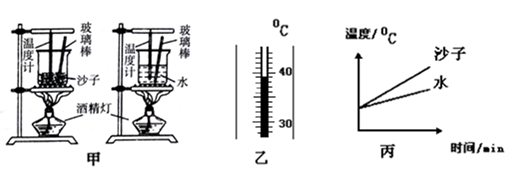 玻璃棒
温度计
沙子
玻璃棒
温度计
水
酒精灯
甲
⁰C
40
30
乙
温度/⁰C
沙子
水
时间/min
丙